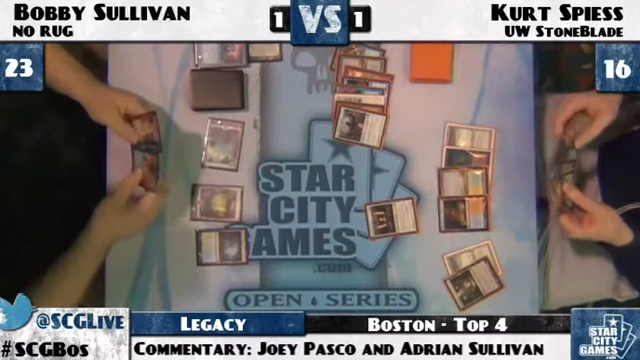 Bobby Sullivan
No RUG
1 VS 1
Kurt Spiess
UW StoneBlade
23
16
STAR
CITY
GAMES
.com
OPEN SERIES
@SCGLive
#SCGBos
Legacy
Boston - Top 4
Commentary: Joey Pasco and Adrian Sullivan
STAR
CITY
GAMES